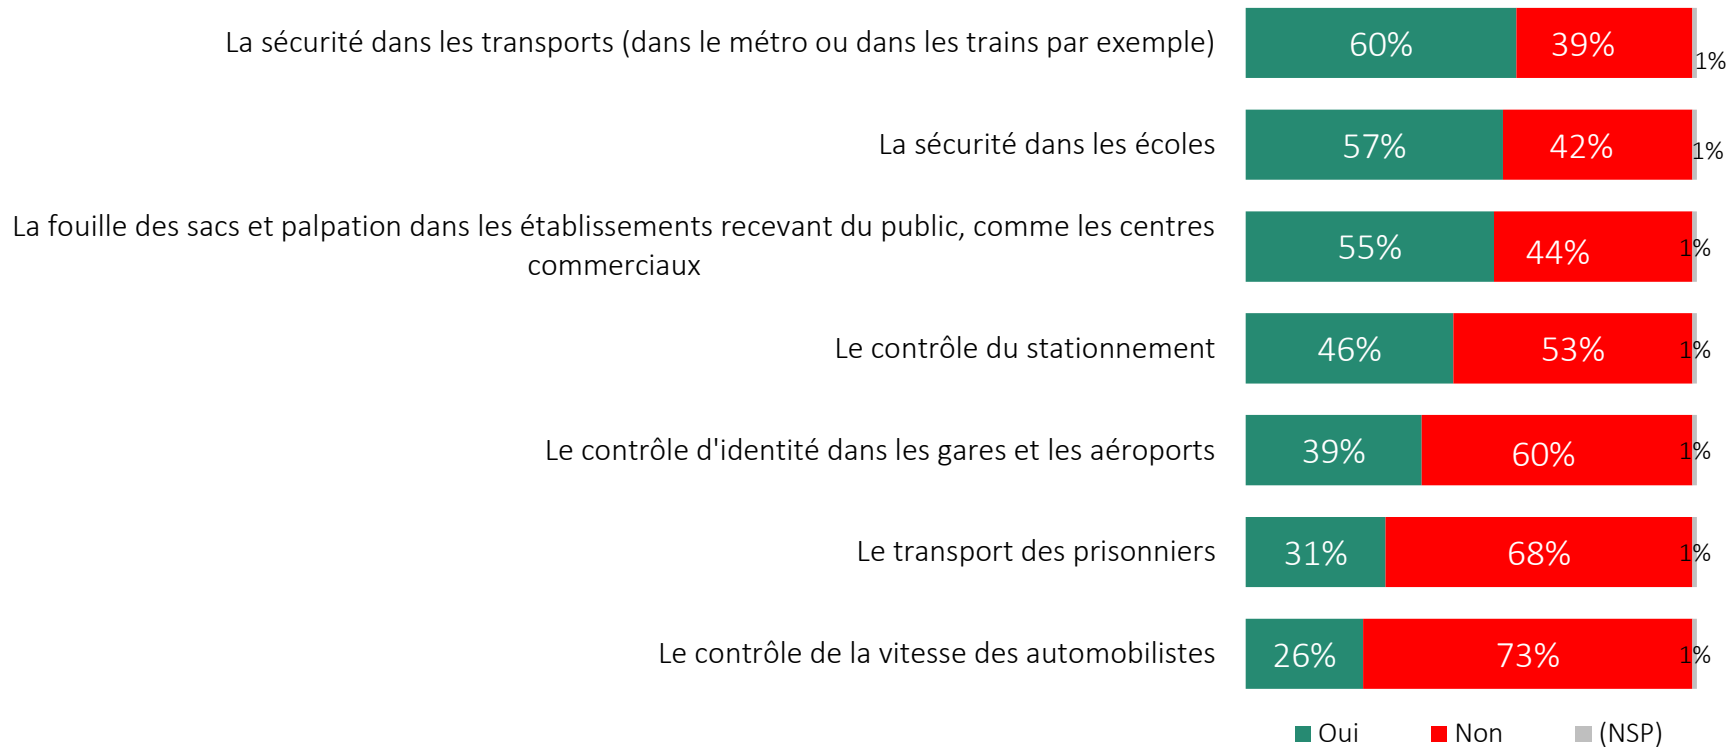 La sécurité dans les transports (dans le métro ou dans les trains par exemple)
60%
39%
1%
La sécurité dans les écoles
57%
42%
1%
La fouille des sacs et palpation dans les établissements recevant du public, comme les centres
commerciaux
55%
44%
1%
Le contrôle du stationnement
46%
53%
1%
Le contrôle d'identité dans les gares et les aéroports
39%
60%
1%
Le transport des prisonniers
31%
68%
1%
Le contrôle de la vitesse des automobilistes
26%
73%
1%
Oui
Non
(NSP)